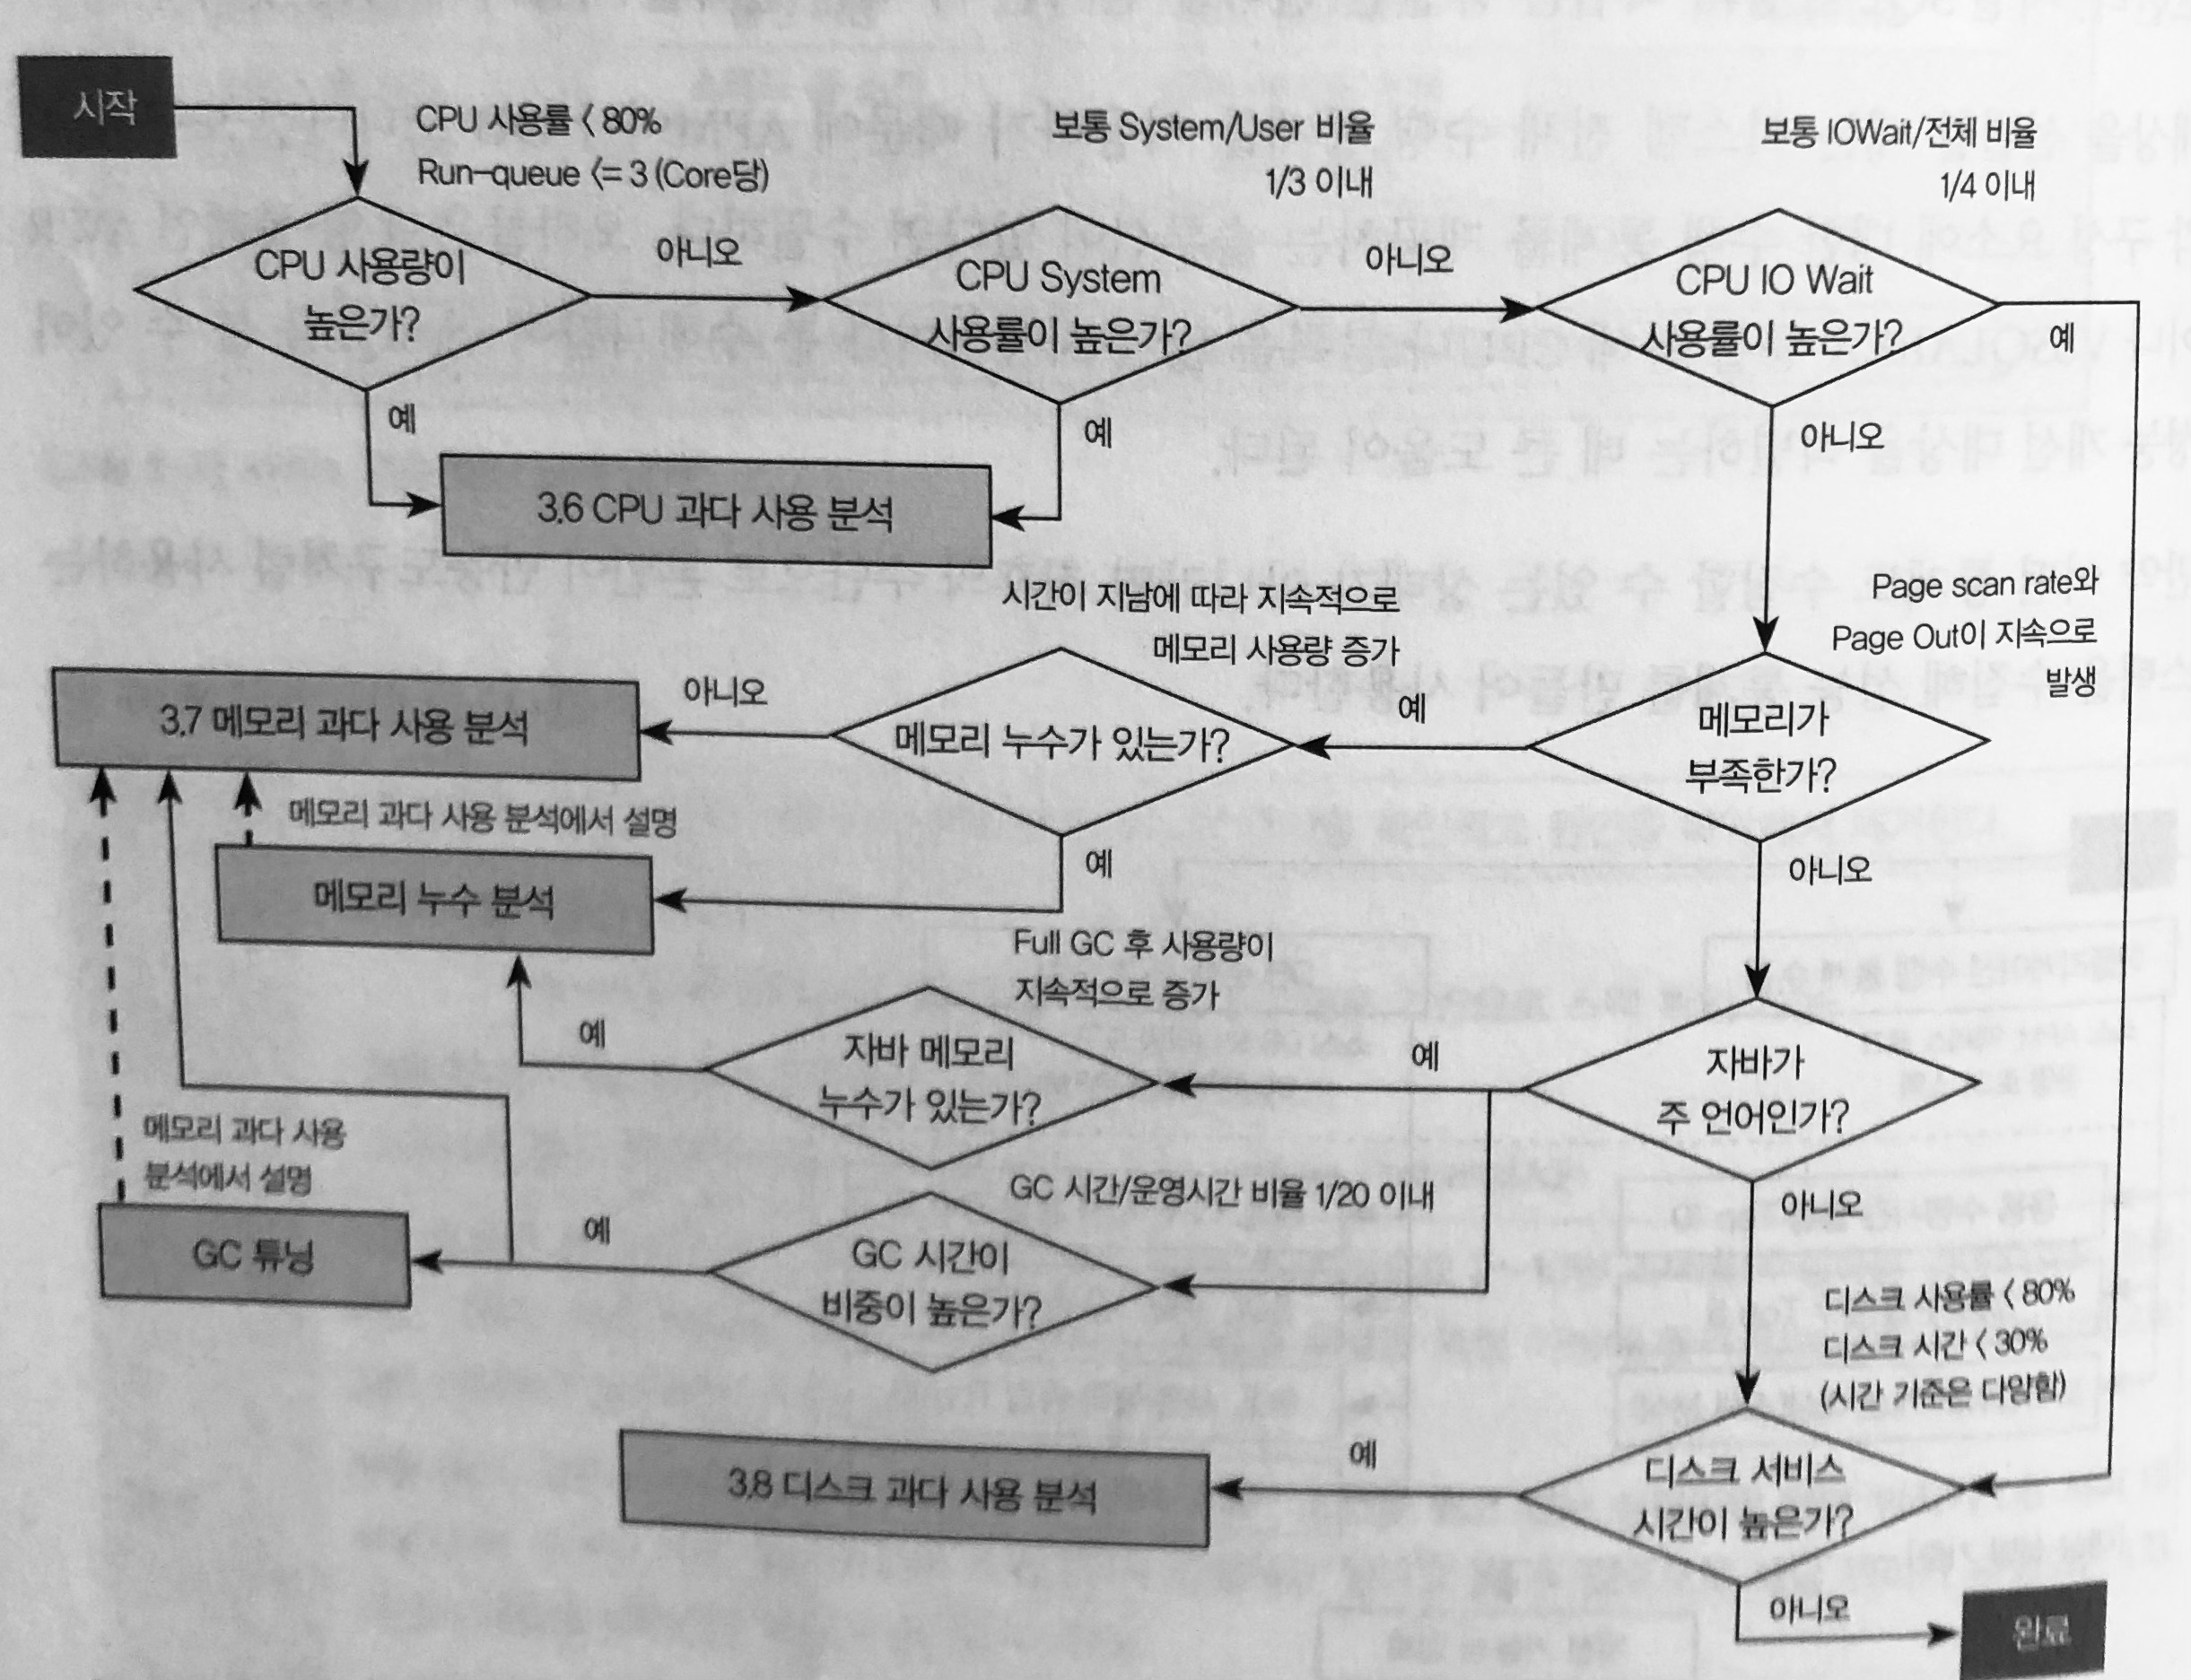 시작
CPU 사용률 < 80%
Run-queue <= 3 (Core당)
보통 System/User 비율
1/3 이내
보통 IOWait/전체 비율
1/4 이내
CPU 사용량이
높은가?
아니오
CPU System
사용률이 높은가?
아니오
CPU IO Wait
사용률이 높은가?
예
예
예
아니오
3.6 CPU 과다 사용 분석
시간이 지남에 따라 지속적으로
메모리 사용량 증가
Page scan rate와
Page Out이 지속으로
발생
3.7 메모리 과다 사용 분석
아니오
메모리 누수가 있는가?
예
메모리가
부족한가?
메모리 과다 사용 분석에서 설명
예
아니오
메모리 누수 분석
Full GC 후 사용량이
지속적으로 증가
예
자바 메모리
누수가 있는가?
예
자바가
주 언어인가?
메모리 과다 사용
분석에서 설명
GC 시간/운영시간 비율 1/20 이내
아니오
GC 튜닝
예
GC 시간이
비중이 높은가?
디스크 사용률 < 80%
디스크 시간 < 30%
(시간 기준은 다양함)
3.8 디스크 과다 사용 분석
예
디스크 서비스
시간이 높은가?
아니오
완료